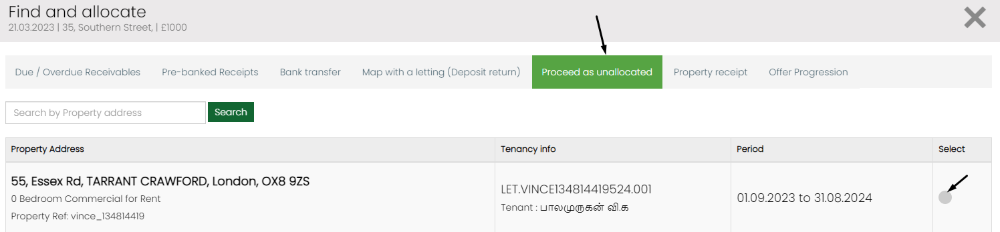 Find and allocate
21.03.2023 | 35, Southern Street, | £1000
Due / Overdue Receivables Pre-banked Receipts Bank transfer Map with a letting (Deposit return) Proceed as unallocated Property receipt Offer Progression
Search by Property address Search
Property Address Tenancy info Period Select
55, Essex Rd, TARRANT CRAWFORD, London, OX8 9ZS
0 Bedroom Commercial for Rent
Property Ref: vince_134814419
LET.VINCE134814419524.001
Tenant : பாலமுருகன் வி.க
01.09.2023 to 31.08.2024